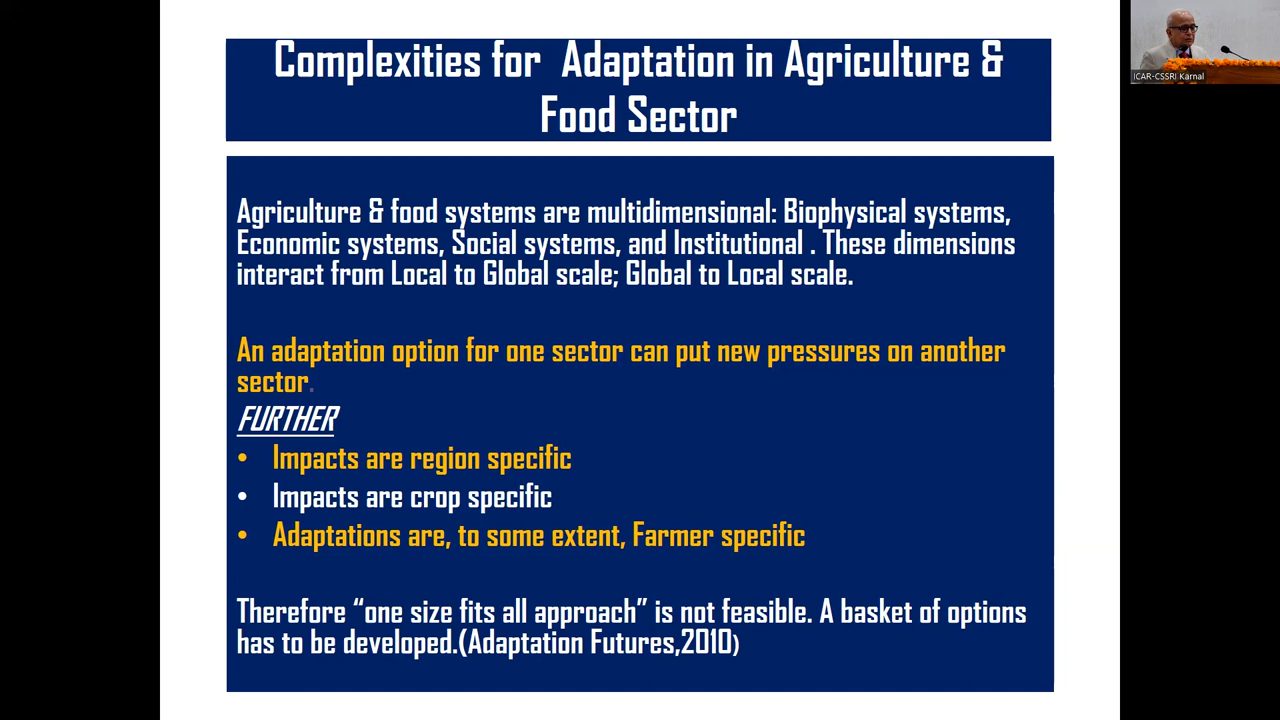 Complexities for Adaptation in Agriculture &
Food Sector
ICAR-CSSRI Karnal
Agriculture & food systems are multidimensional: Biophysical systems,
Economic systems, Social systems, and Institutional . These dimensions
interact from Local to Global scale; Global to Local scale.
An adaptation option for one sector can put new pressures on another
sector.
FURTHER
• Impacts are region specific
• Impacts are crop specific
• Adaptations are, to some extent, Farmer specific
Therefore “one size fits all approach” is not feasible. A basket of options
has to be developed.(Adaptation Futures,2010)